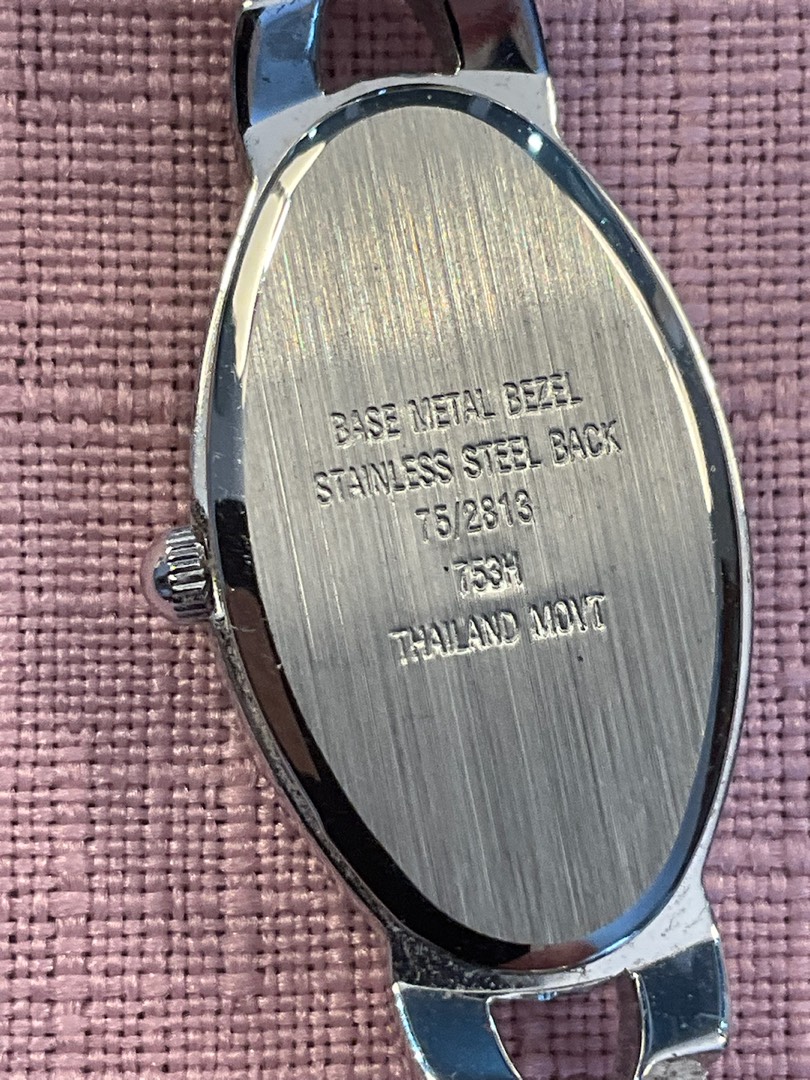 BASE METAL BEZEL
STAINLESS STEEL BACK
75/2813
753H
THAILAND MOVT